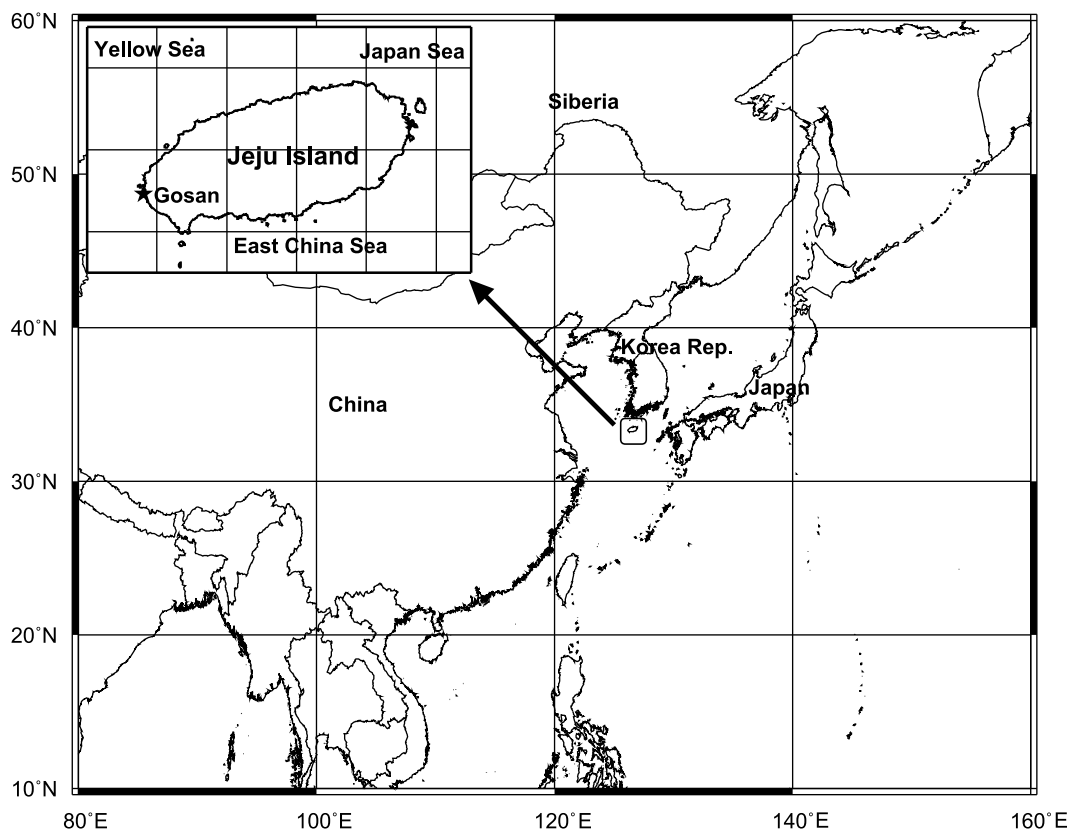 60˚N
Yellow Sea
Japan Sea
Siberia
Jeju Island
50˚N
Gosan
East China Sea
40˚N
Korea Rep.
Japan
China
30˚N
20˚N
10˚N
80˚E
100˚E
120˚E
140˚E
160˚E